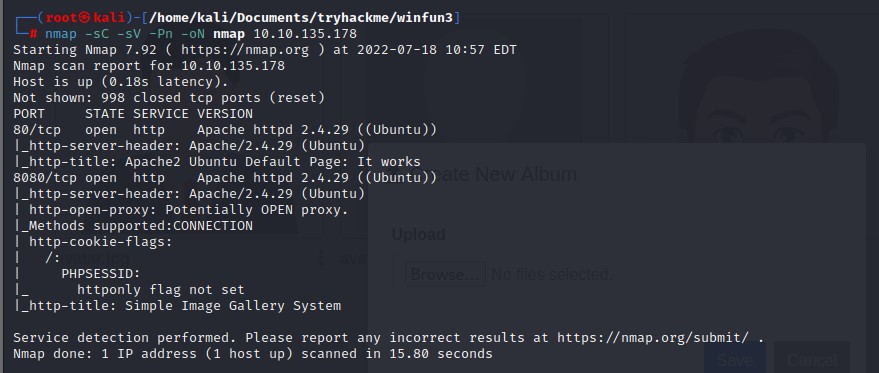 ┌──(root㉿kali)-[/home/kali/Documents/tryhackme/winfun3]
└─# nmap -sC -sV -Pn -oN nmap 10.10.135.178
Starting Nmap 7.92 ( https://nmap.org ) at 2022-07-18 10:57 EDT
Nmap scan report for 10.10.135.178
Host is up (0.18s latency).
Not shown: 998 closed tcp ports (reset)
PORT     STATE SERVICE VERSION
80/tcp   open  http    Apache httpd 2.4.29 ((Ubuntu))
|_http-server-header: Apache/2.4.29 (Ubuntu)
|_http-title: Apache2 Ubuntu Default Page: It works
8080/tcp open  http    Apache httpd 2.4.29 ((Ubuntu))
|_http-server-header: Apache/2.4.29 (Ubuntu)
| http-open-proxy: Potentially OPEN proxy.
|_Methods supported:CONNECTION
| http-cookie-flags:
|   /:
|     PHPSESSID:
|_      httponly flag not set
|_http-title: Simple Image Gallery System
Service detection performed. Please report any incorrect results at https://nmap.org/submit/ .
Nmap done: 1 IP address (1 host up) scanned in 15.80 seconds
Create New Album
Upload
Browse... No files selected.
Save Cancel